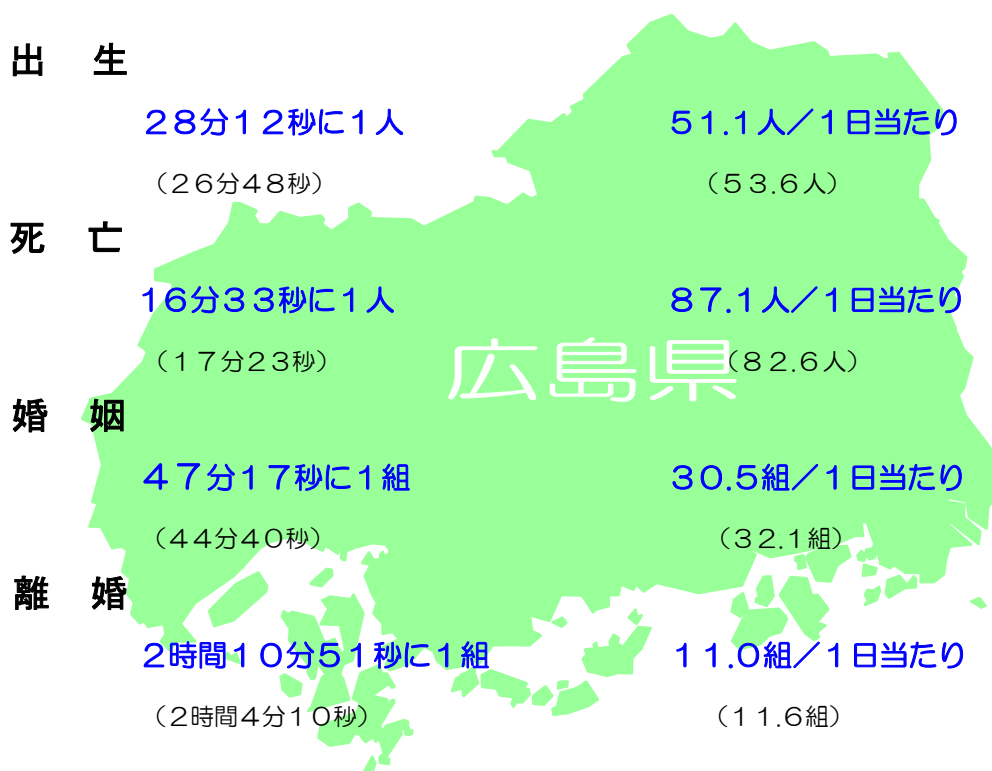 出　生
２８分１２秒に１人　５１.１人／１日当たり
（２６分４８秒）　（５３.６人）
死　亡
１６分３３秒に１人　８７.１人／１日当たり
（１７分２３秒）　（８２.６人）
広島県
婚　姻
４７分１７秒に１組　３０.５組／１日当たり
（４４分４０秒）　（３２.１組）
離　婚
２時間１０分５１秒に１組　１１.０組／１日当たり
（２時間４分１０秒）　（１１.６組）